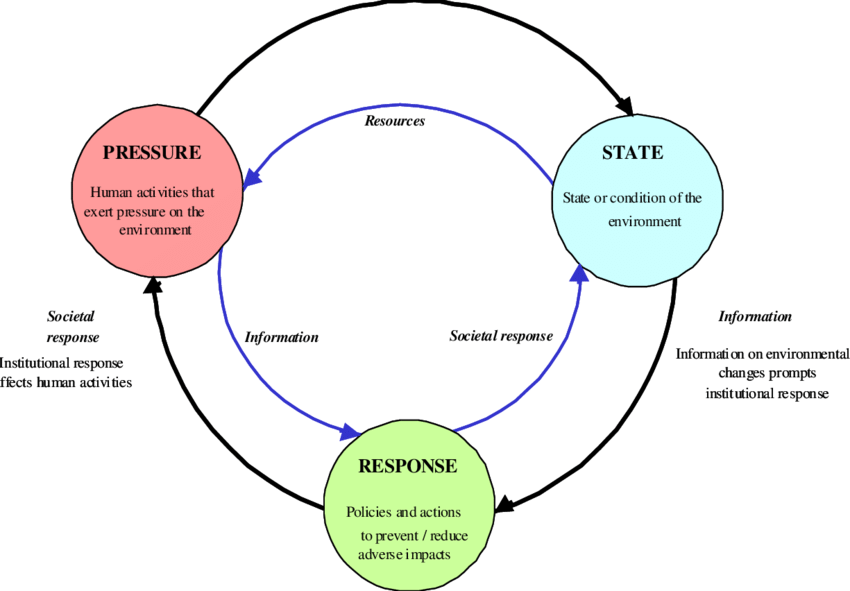 Resources
PRESSURE
Human activities that
exert pressure on the
environment
STATE
State or condition of the
environment
Societal
response
Institutional response
ffects human activities
Information
Societal response
Information
Information on environmental
changes prompts
institutional response
RESPONSE
Policies and actions
to prevent / reduce
adverse impacts